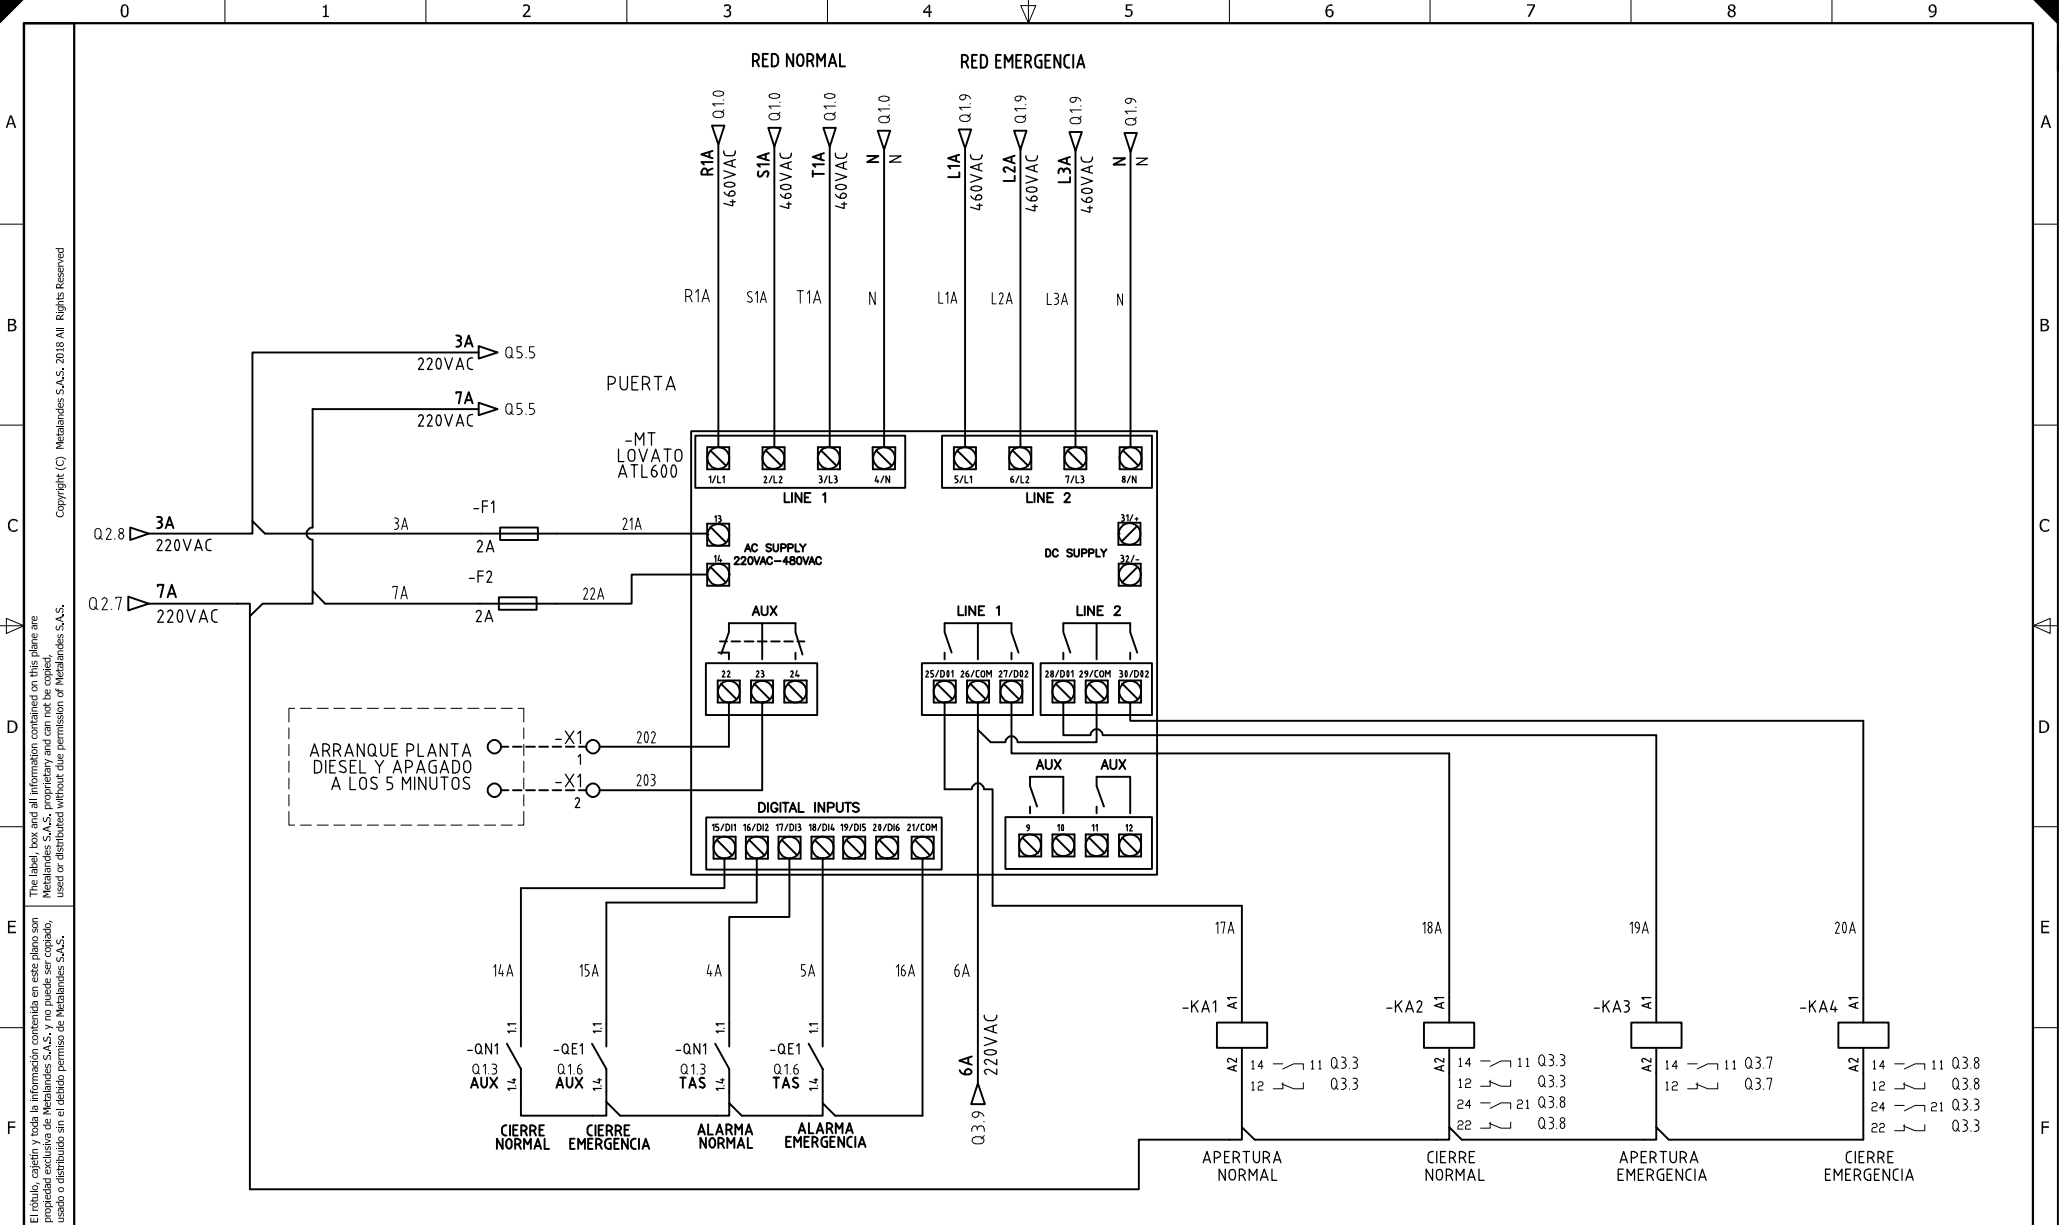 0 1 2 3 4 5 6 7 8 9
RED NORMAL
RED EMERGENCIA
Q1.0 Q1.0 Q1.0 Q1.0 Q1.9 Q1.9 Q1.9 Q1.9
A A
R1A S1A T1A N L1A L2A L3A N
460VAC 460VAC 460VAC N 460VAC 460VAC 460VAC N
R1A S1A T1A N L1A L2A L3A N
B B
3A
220VAC
Q5.5
7A
220VAC
Q5.5
PUERTA
-MT
LOVATO
ATL600
1/L1 2/L2 3/L3 4/N 5/L1 6/L2 7/L3 8/N
LINE 1
LINE 2
C C
Q2.8
3A
220VAC
3A
-F1
2A
21A
13
AC SUPPLY
220VAC-480VAC
14
31/+
DC SUPPLY
32/-
Q2.7
7A
220VAC
7A
-F2
2A
22A
AUX
LINE 1
LINE 2
22 23 24
25/D01 26/COM 27/D02 28/D01 29/COM 30/D02
D D
ARRANQUE PLANTA
DIESEL Y APAGADO
A LOS 5 MINUTOS
-X1
1
202
-X1
2
203
AUX AUX
9 10 11 12
DIGITAL INPUTS
15/DI1 16/DI2 17/DI3 18/DI4 19/DI5 20/DI6 21/COM
E E
14A 15A 4A 5A 16A 6A
17A 18A 19A 20A
1.1 1.1 1.1 1.1
-QN1
Q1.3
AUX
1.4
-QE1
Q1.6
AUX
1.4
-QN1
Q1.3
TAS
1.4
-QE1
Q1.6
TAS
1.4
6A
220VAC
Q3.9
CIERRE
NORMAL
CIERRE
EMERGENCIA
ALARMA
NORMAL
ALARMA
EMERGENCIA
-KA1
A1
A2
14 11 Q3.3
12 Q3.3
-KA2
A1
A2
14 11 Q3.3
12 Q3.3
24 21 Q3.8
22 Q3.8
-KA3
A1
A2
14 11 Q3.7
12 Q3.7
-KA4
A1
A2
14 11 Q3.8
12 Q3.8
24 21 Q3.3
22 Q3.3
F F
APERTURA
NORMAL
CIERRE
NORMAL
APERTURA
EMERGENCIA
CIERRE
EMERGENCIA
Copyright (C) Metalandes S.A.S. 2018 All Rights Reserved
The label, box and all information contained on this plane are
Metalandes S.A.S. proprietary and can not be copied,
used or distributed without due permission of Metalandes S.A.S.
El rótulo, cajetín y toda la información contenida en este plano son
propiedad exclusiva de Metalandes S.A.S. y no puede ser copiado,
usado o distribuido sin el debido permiso de Metalandes S.A.S.